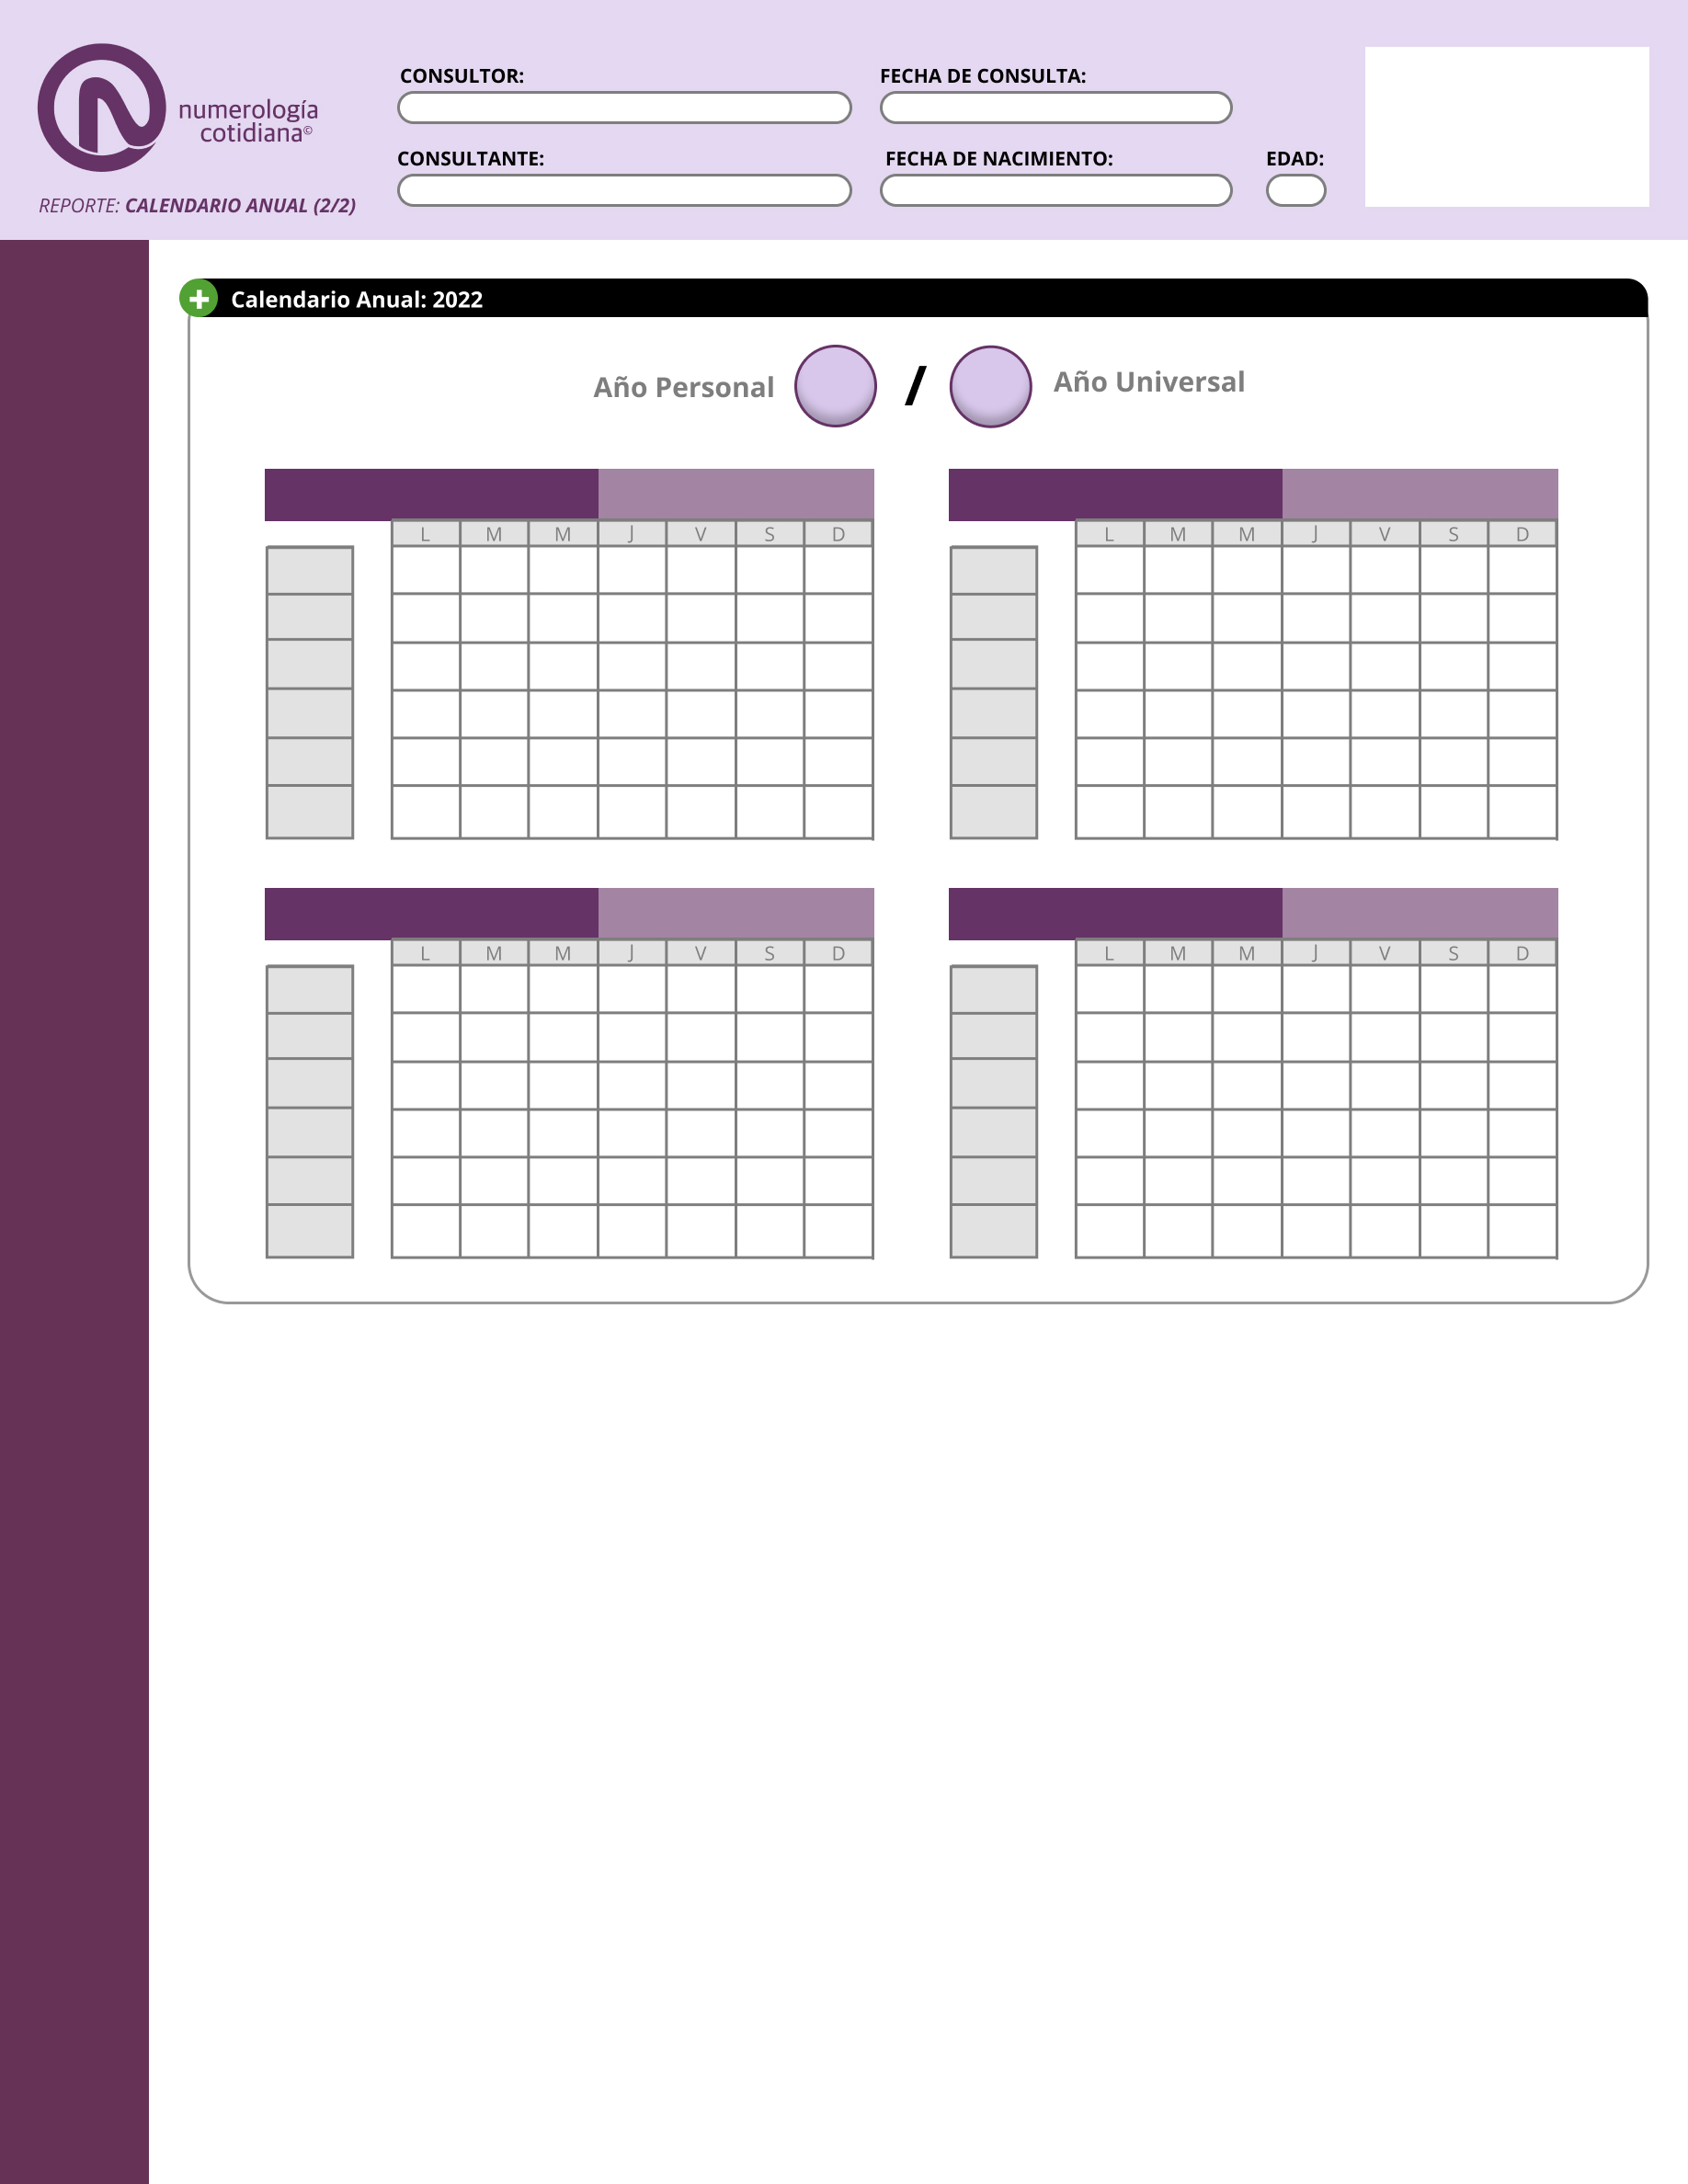 numerología
cotidiana©
REPORTE: CALENDARIO ANUAL (2/2)
CONSULTOR:
FECHA DE CONSULTA:
CONSULTANTE:
FECHA DE NACIMIENTO:
EDAD:
Calendario Anual: 2022
Año Personal / Año Universal
L M M J V S D
L M M J V S D
L M M J V S D
L M M J V S D